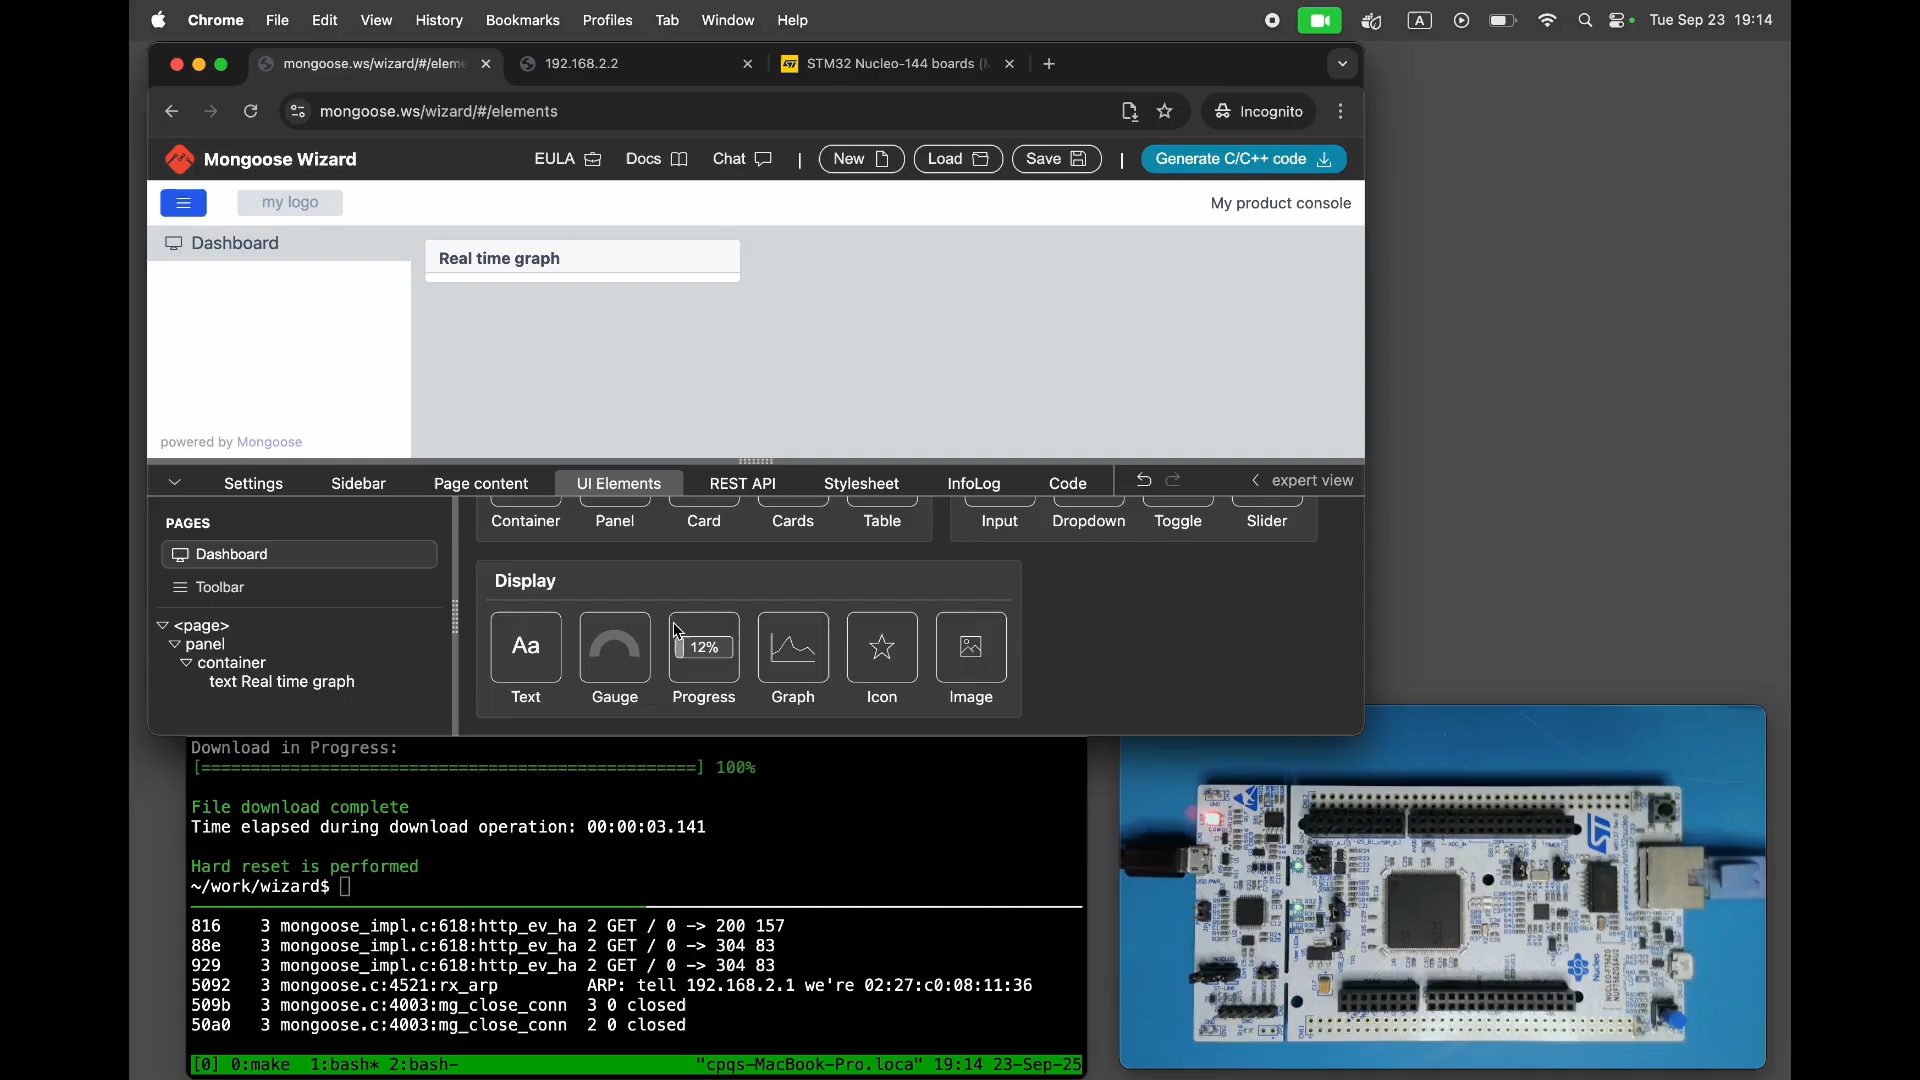 Chrome File Edit View History Bookmarks Profiles Tab Window Help
A
Tue Sep 23 19:14
mongoose.ws/wizard/#/eleme
192.168.2.2
STM32 Nucleo-144 boards (
mongoose.ws/wizard/#/elements
Incognito
Mongoose Wizard
EULA
Docs
Chat
|
New
Load
Save
|
Generate C/C++ code
my logo
My product console
Dashboard
Real time graph
powered by Mongoose
Settings
Sidebar
Page content
UI Elements
REST API
Stylesheet
InfoLog
Code
expert view
PAGES
Dashboard
Toolbar
<page>
panel
container
text Real time graph
Container
Panel
Card
Cards
Table
Input
Dropdown
Toggle
Slider
Display
Aa
12%
Text
Gauge
Progress
Graph
Icon
Image
Download in Progress:
[==================================================] 100%
File download complete
Time elapsed during download operation: 00:00:03.141
Hard reset is performed
~/work/wizard$
816 3 mongoose_impl.c:618:http_ev_ha 2 GET / 0 -> 200 157
88e 3 mongoose_impl.c:618:http_ev_ha 2 GET / 0 -> 304 83
929 3 mongoose_impl.c:618:http_ev_ha 2 GET / 0 -> 304 83
5092 3 mongoose.c:4521:rx_arp ARP: tell 192.168.2.1 we're 02:27:c0:08:11:36
509b 3 mongoose.c:4003:mg_close_conn 3 0 closed
50a0 3 mongoose.c:4003:mg_close_conn 2 0 closed
[0] 0:make 1:bash* 2:bash- "cpqs-MacBook-Pro.loca" 19:14 23-Sep-25
ST
Nucleo